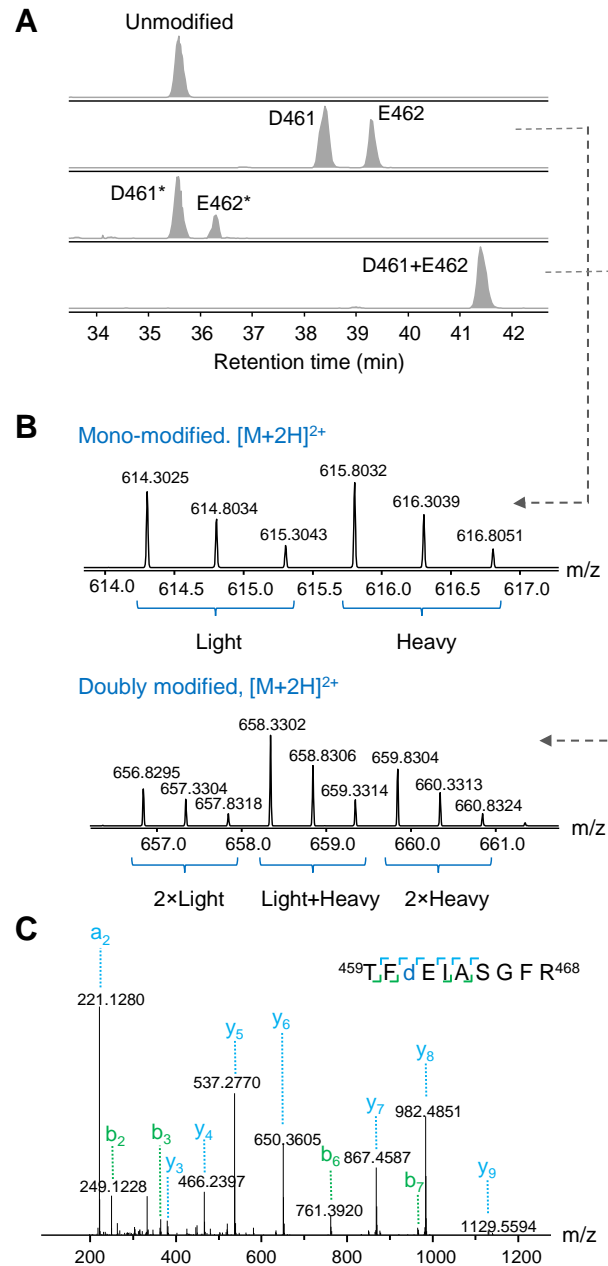 A
Unmodified
D461
E462
D461*
E462*
D461+E462
34 35 36 37 38 39 40 41 42
Retention time (min)
B
Mono-modified. [M+2H]²⁺
614.3025
614.8034
615.3043
615.8032
616.3039
616.8051
614.0 614.5 615.0 615.5 616.0 616.5 617.0
m/z
Light
Heavy
Doubly modified, [M+2H]²⁺
656.8295
657.3304
657.8318
658.3302
658.8306
659.3314
659.8304
660.3313
660.8324
657.0 658.0 659.0 660.0 661.0
m/z
2×Light
Light+Heavy
2×Heavy
C
a₂
⁴⁵⁹T F d E I A S G F R⁴⁶⁸
221.1280
b₂
249.1228
b₃
y₃
y₄
466.2397
y₅
537.2770
y₆
650.3605
b₆
761.3920
y₇
867.4587
b₇
y₈
982.4851
y₉
1129.5594
m/z
200 400 600 800 1000 1200